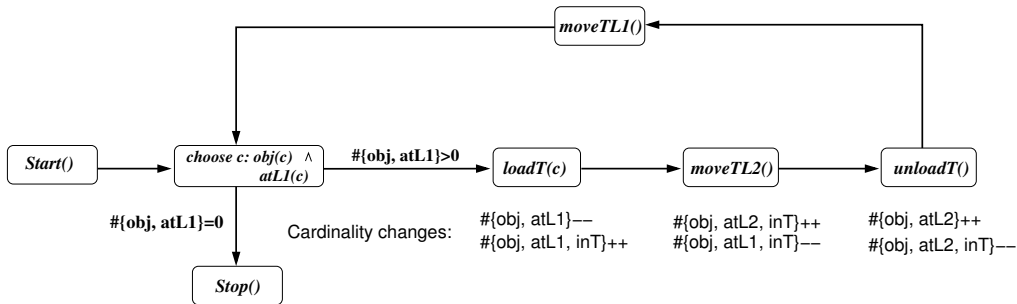 moveTL1()
Start()
choose c: obj(c) ∧
atL1(c)
#{obj, atL1}>0
loadT(c)
moveTL2()
unloadT()
#{obj, atL1}=0
Cardinality changes:
#{obj, atL1}−−
#{obj, atL1, inT}++
#{obj, atL2, inT}++
#{obj, atL1, inT}−−
#{obj, atL2}++
#{obj, atL2, inT}−−
Stop()